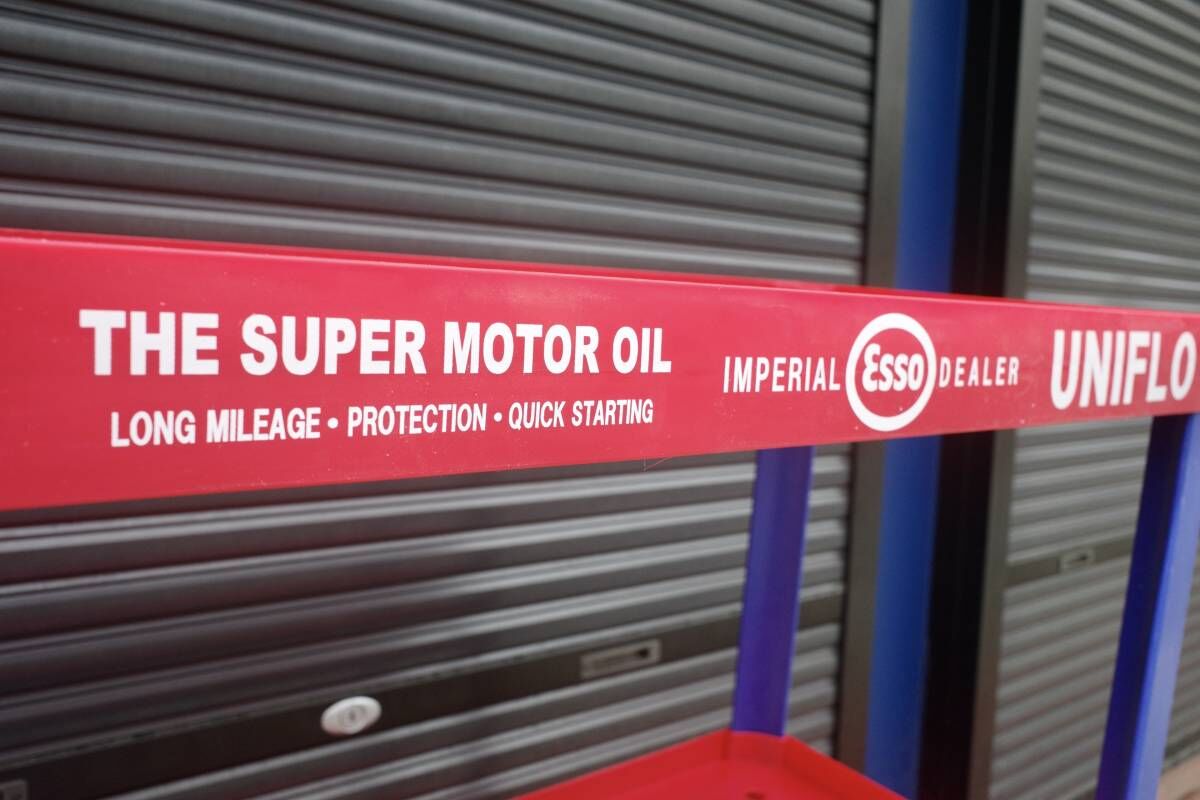 THE SUPER MOTOR OIL
LONG MILEAGE • PROTECTION • QUICK STARTING
IMPERIAL Esso DEALER
UNIFLO